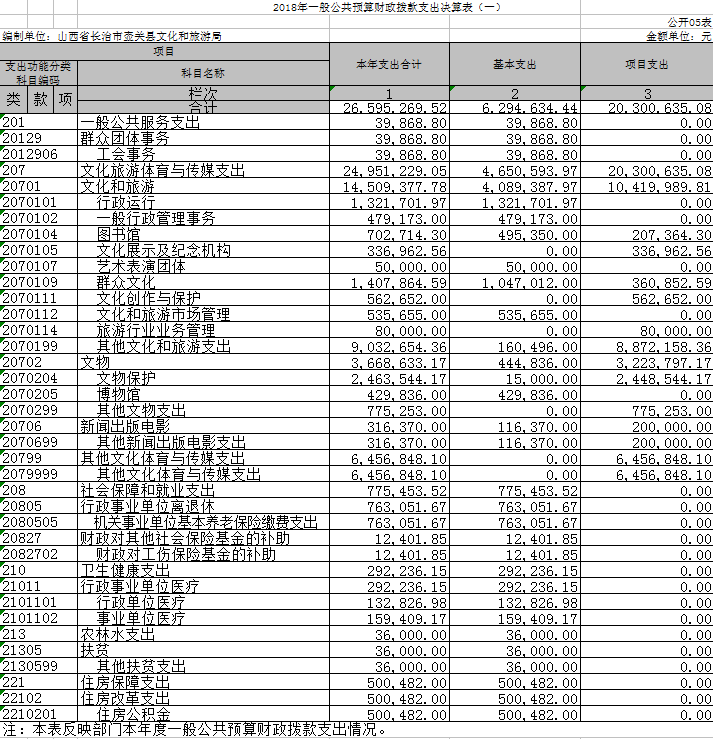 2018年一般公共预算财政拨款支出决算表（一）
公开05表
编制单位：山西省长治市壶关县文化和旅游局 金额单位：元
项目 本年支出合计 基本支出 项目支出
支出功能分类科目编码 科目名称
类 款 项 栏次 1 2 3
合计 26,595,269.52 6,294,634.44 20,300,635.08
201 一般公共服务支出 39,868.80 39,868.80 0.00
20129 群众团体事务 39,868.80 39,868.80 0.00
2012906 工会事务 39,868.80 39,868.80 0.00
207 文化旅游体育与传媒支出 24,951,229.05 4,650,593.97 20,300,635.08
20701 文化和旅游 14,509,377.78 4,089,387.97 10,419,989.81
2070101 行政运行 1,321,701.97 1,321,701.97 0.00
2070102 一般行政管理事务 479,173.00 479,173.00 0.00
2070104 图书馆 702,714.30 495,350.00 207,364.30
2070105 文化展示及纪念机构 336,962.56 0.00 336,962.56
2070107 艺术表演团体 50,000.00 50,000.00 0.00
2070109 群众文化 1,407,864.59 1,047,012.00 360,852.59
2070111 文化创作与保护 562,652.00 0.00 562,652.00
2070112 文化和旅游市场管理 535,655.00 535,655.00 0.00
2070114 旅游行业业务管理 80,000.00 0.00 80,000.00
2070199 其他文化和旅游支出 9,032,654.36 160,496.00 8,872,158.36
20702 文物 3,668,633.17 444,836.00 3,223,797.17
2070204 文物保护 2,463,544.17 15,000.00 2,448,544.17
2070205 博物馆 429,836.00 429,836.00 0.00
2070299 其他文物支出 775,253.00 0.00 775,253.00
20706 新闻出版电影 316,370.00 116,370.00 200,000.00
2070699 其他新闻出版电影支出 316,370.00 116,370.00 200,000.00
20799 其他文化体育与传媒支出 6,456,848.10 0.00 6,456,848.10
2079999 其他文化体育与传媒支出 6,456,848.10 0.00 6,456,848.10
208 社会保障和就业支出 775,453.52 775,453.52 0.00
20805 行政事业单位离退休 763,051.67 763,051.67 0.00
2080505 机关事业单位基本养老保险缴费支出 763,051.67 763,051.67 0.00
20827 财政对其他社会保险基金的补助 12,401.85 12,401.85 0.00
2082702 财政对工伤保险基金的补助 12,401.85 12,401.85 0.00
210 卫生健康支出 292,236.15 292,236.15 0.00
21011 行政事业单位医疗 292,236.15 292,236.15 0.00
2101101 行政单位医疗 132,826.98 132,826.98 0.00
2101102 事业单位医疗 159,409.17 159,409.17 0.00
213 农林水支出 36,000.00 36,000.00 0.00
21305 扶贫 36,000.00 36,000.00 0.00
2130599 其他扶贫支出 36,000.00 36,000.00 0.00
221 住房保障支出 500,482.00 500,482.00 0.00
22102 住房改革支出 500,482.00 500,482.00 0.00
2210201 住房公积金 500,482.00 500,482.00 0.00
注：本表反映部门本年度一般公共预算财政拨款支出情况。